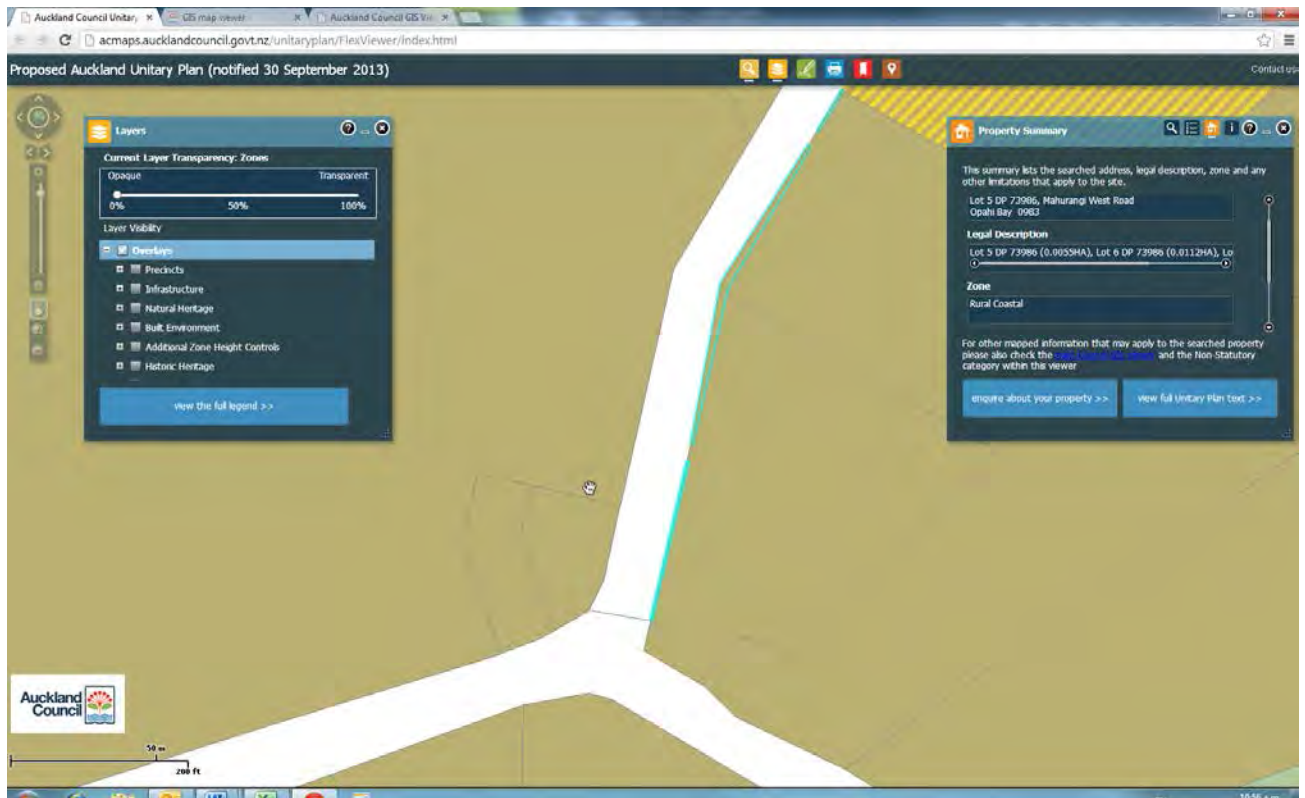 Auckland Council Unitary
GIS map viewer
Auckland Council GIS Vie
acmaps.aucklandcouncil.govt.nz/unitaryplan/FlexViewer/index.html
Proposed Auckland Unitary Plan (notified 30 September 2013)
Contact us
Layers
Current Layer Transparency: Zones
Opaque Transparent
0% 50% 100%
Layer Visibility
Overlays
Precincts
Infrastructure
Natural Heritage
Built Environment
Additional Zone Height Controls
Historic Heritage
view the full legend >>
Property Summary
This summary lists the searched address, legal description, zone and any
other limitations that apply to the site.
Lot 5 DP 73986, Mahurangi West Road
Opahi Bay 0983
Legal Description
Lot 5 DP 73986 (0.0055HA), Lot 6 DP 73986 (0.0112HA), Lo
Zone
Rural Coastal
For other mapped information that may apply to the searched property
please also check the and the Non-Statutory
category within this viewer
enquire about your property >>
view full Unitary Plan text >>
Auckland
Council
50 m
200 ft